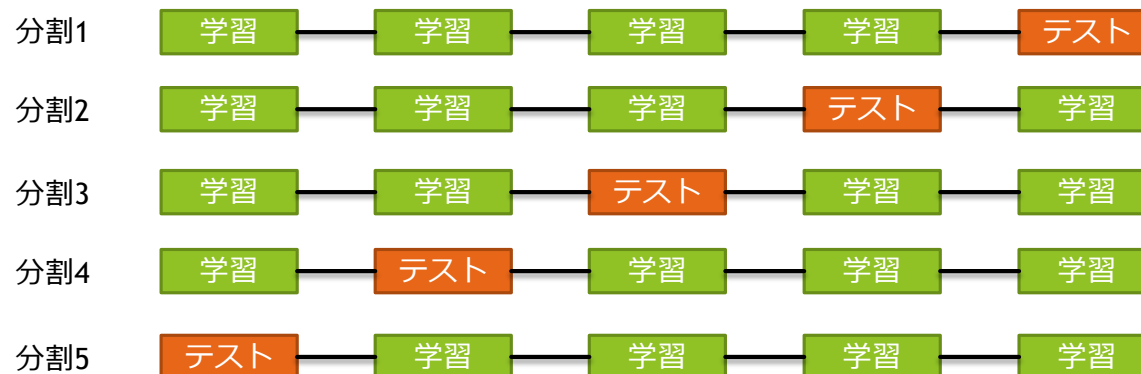 分割1 学習 学習 学習 学習 テスト
分割2 学習 学習 学習 テスト 学習
分割3 学習 学習 テスト 学習 学習
分割4 学習 テスト 学習 学習 学習
分割5 テスト 学習 学習 学習 学習